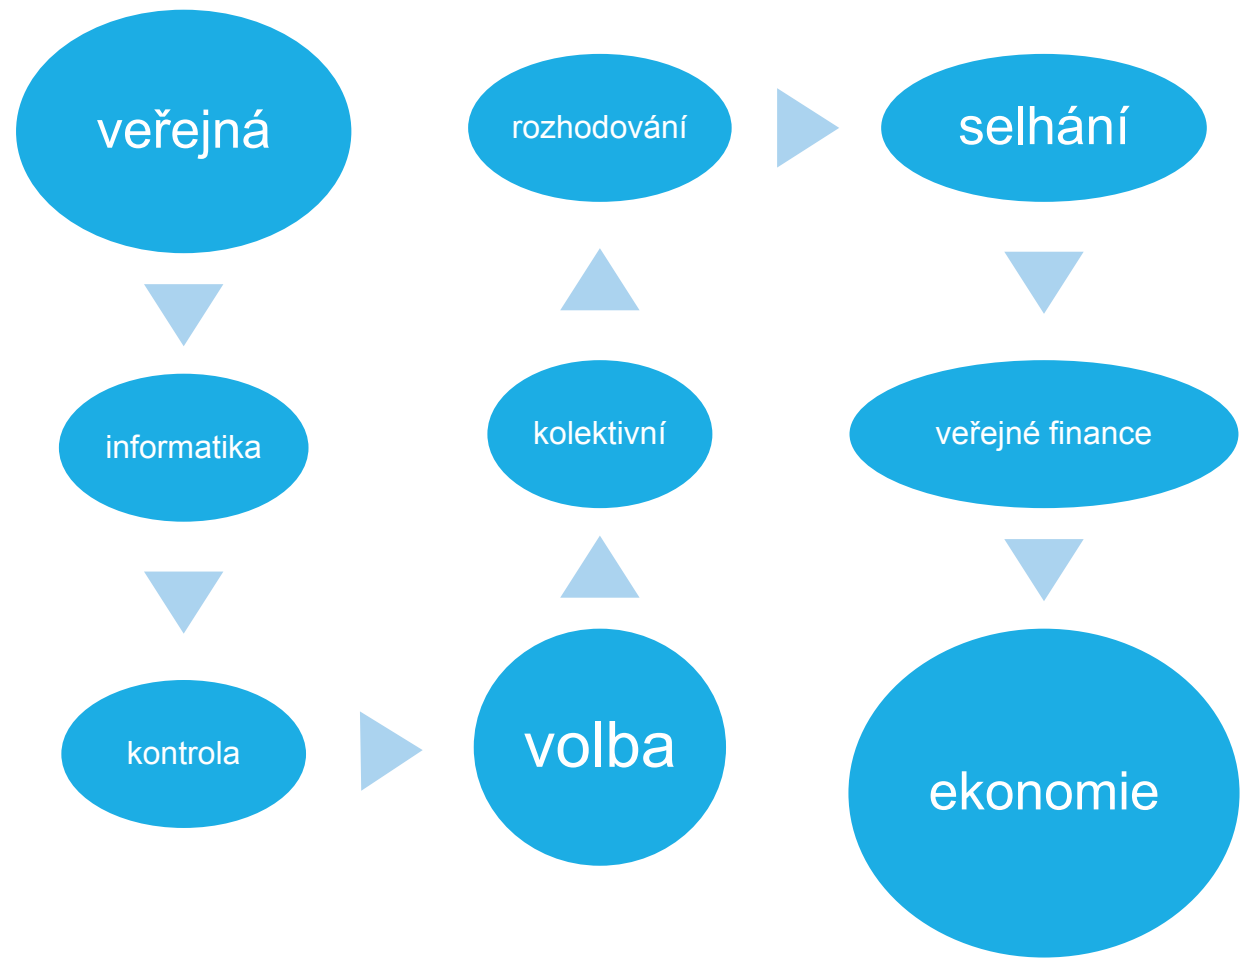 veřejná
informatika
kontrola
volba
kolektivní
rozhodování
selhání
veřejné finance
ekonomie